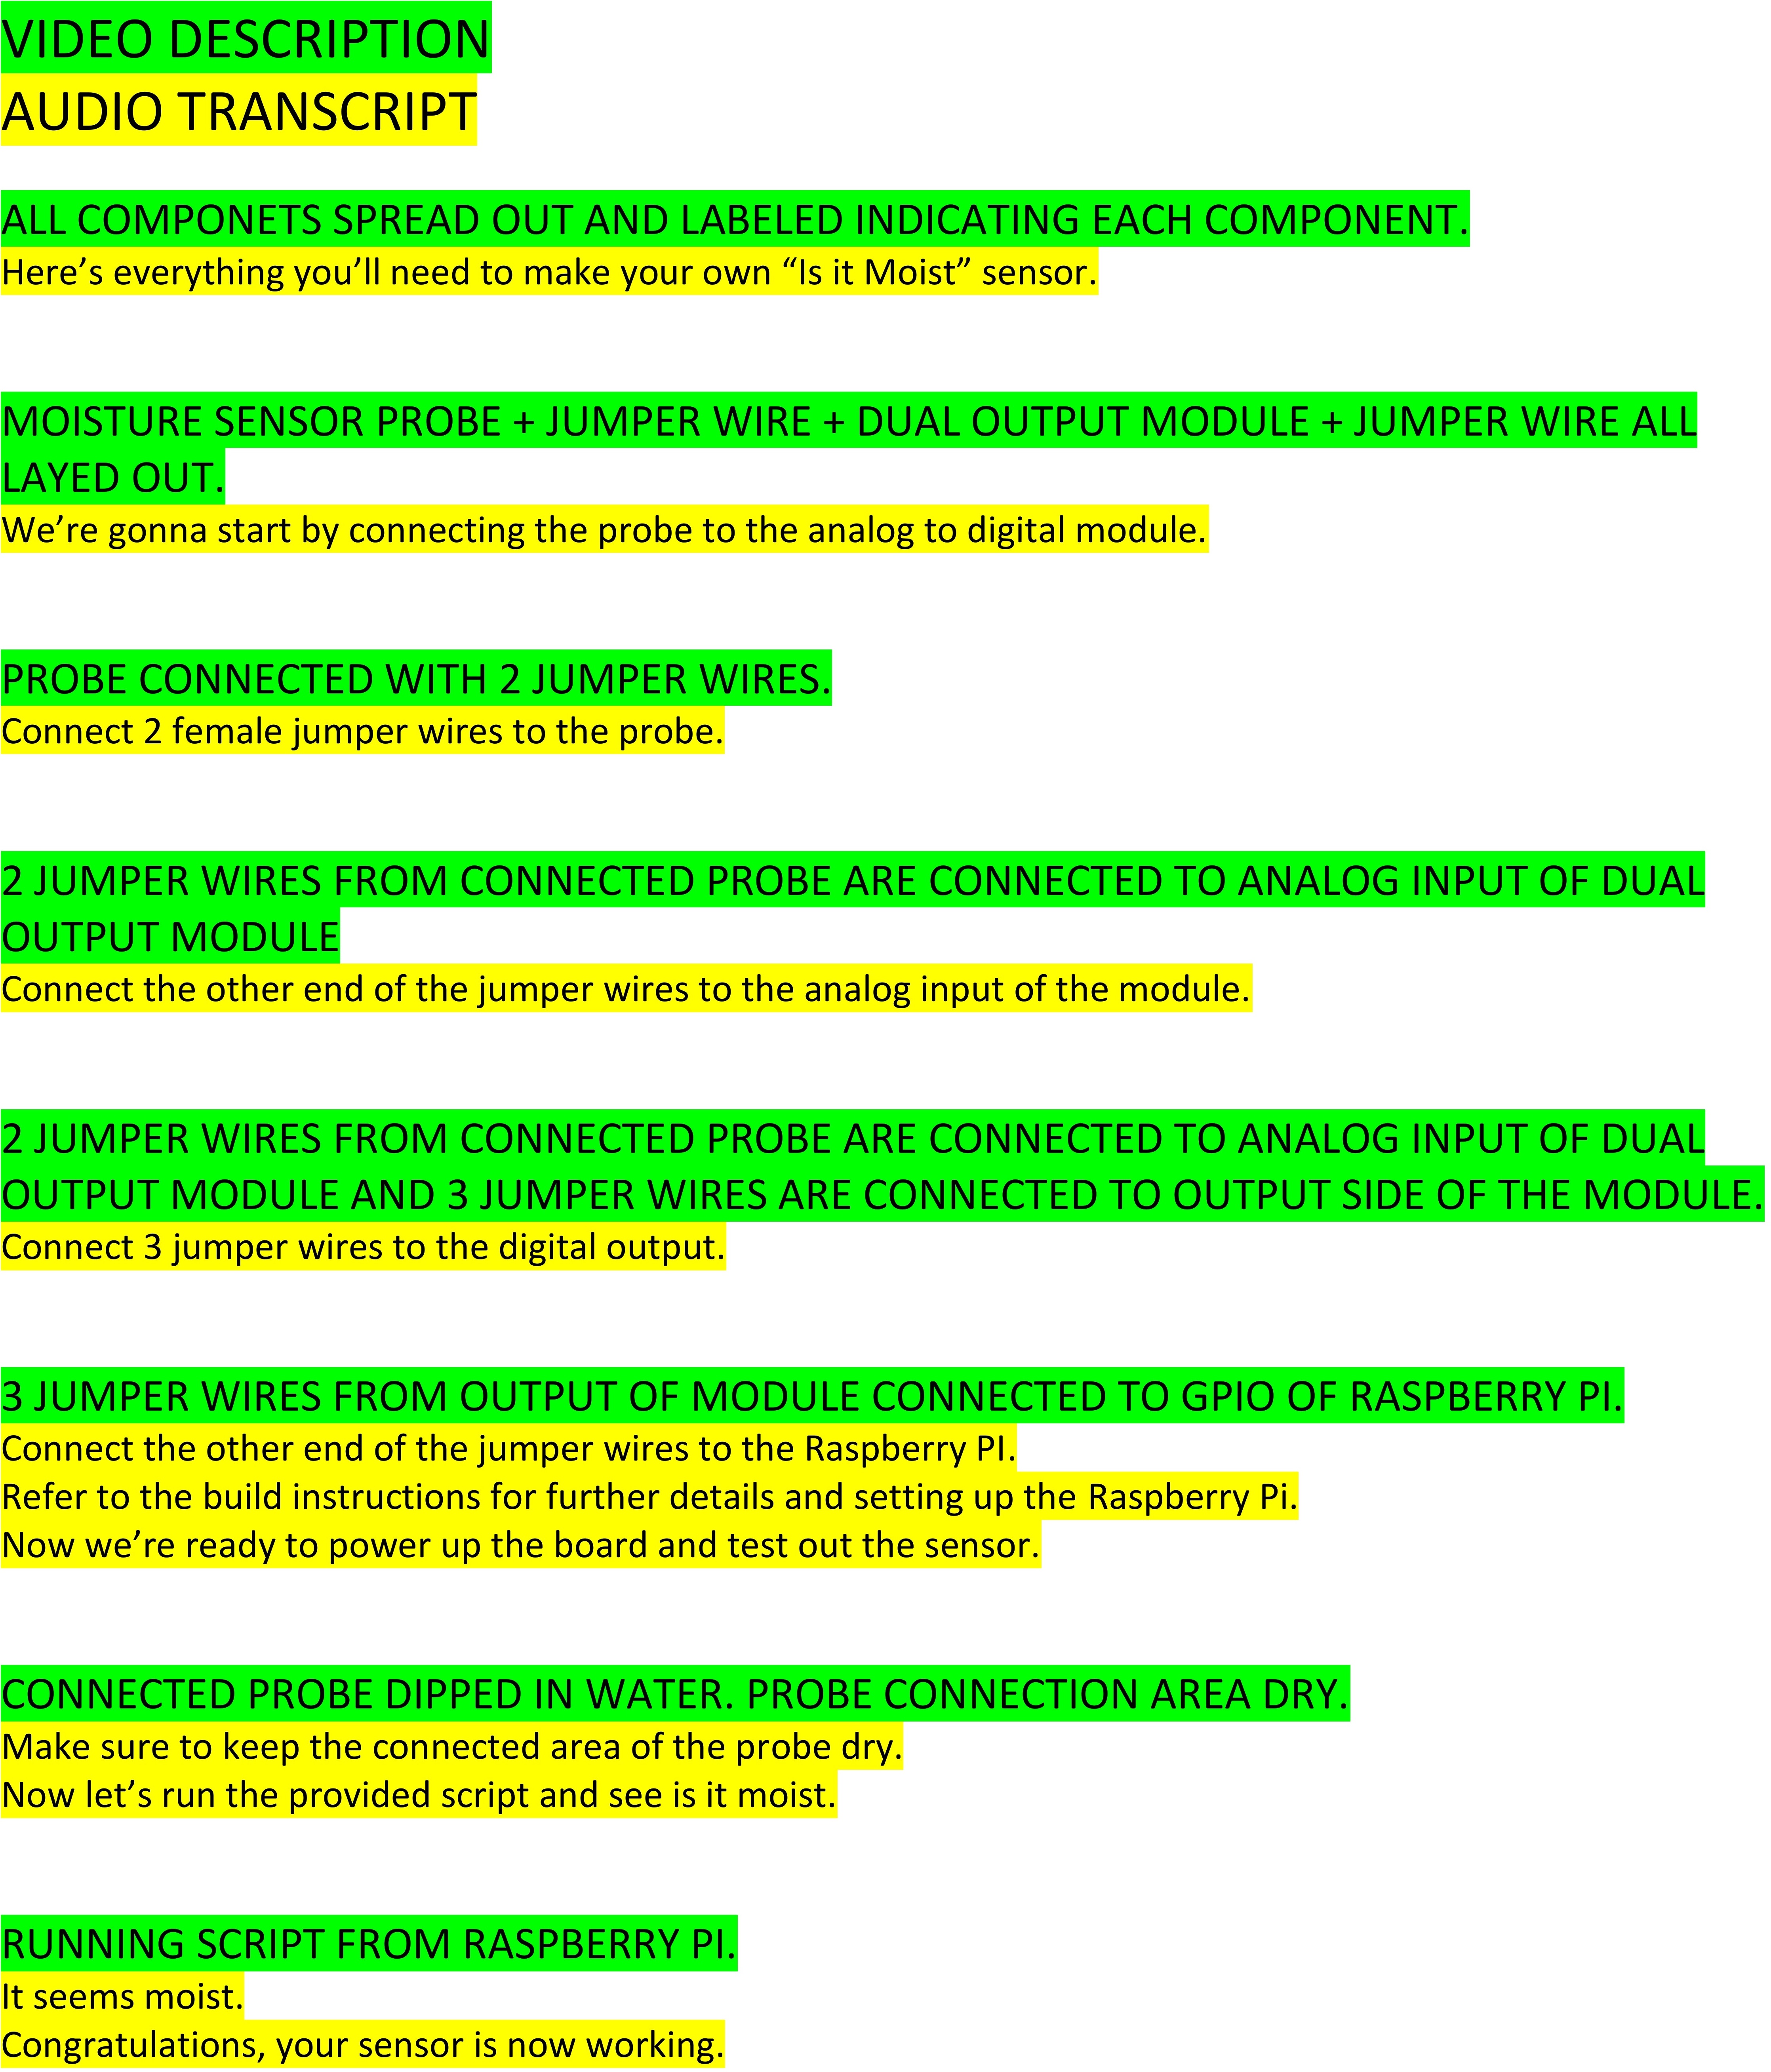 VIDEO DESCRIPTION
AUDIO TRANSCRIPT
ALL COMPONETS SPREAD OUT AND LABELED INDICATING EACH COMPONENT.
Here’s everything you’ll need to make your own “Is it Moist” sensor.
MOISTURE SENSOR PROBE + JUMPER WIRE + DUAL OUTPUT MODULE + JUMPER WIRE ALL
LAYED OUT.
We’re gonna start by connecting the probe to the analog to digital module.
PROBE CONNECTED WITH 2 JUMPER WIRES.
Connect 2 female jumper wires to the probe.
2 JUMPER WIRES FROM CONNECTED PROBE ARE CONNECTED TO ANALOG INPUT OF DUAL
OUTPUT MODULE
Connect the other end of the jumper wires to the analog input of the module.
2 JUMPER WIRES FROM CONNECTED PROBE ARE CONNECTED TO ANALOG INPUT OF DUAL
OUTPUT MODULE AND 3 JUMPER WIRES ARE CONNECTED TO OUTPUT SIDE OF THE MODULE.
Connect 3 jumper wires to the digital output.
3 JUMPER WIRES FROM OUTPUT OF MODULE CONNECTED TO GPIO OF RASPBERRY PI.
Connect the other end of the jumper wires to the Raspberry PI.
Refer to the build instructions for further details and setting up the Raspberry Pi.
Now we’re ready to power up the board and test out the sensor.
CONNECTED PROBE DIPPED IN WATER. PROBE CONNECTION AREA DRY.
Make sure to keep the connected area of the probe dry.
Now let’s run the provided script and see is it moist.
RUNNING SCRIPT FROM RASPBERRY PI.
It seems moist.
Congratulations, your sensor is now working.